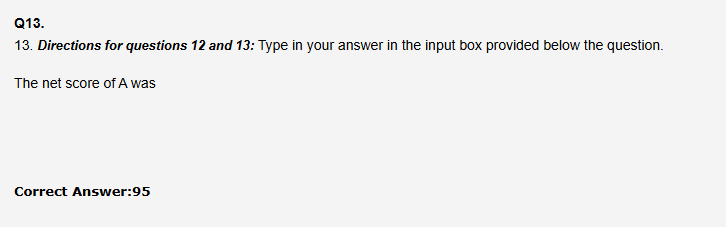 Q13.
13. Directions for questions 12 and 13: Type in your answer in the input box provided below the question.
The net score of A was
Correct Answer:95